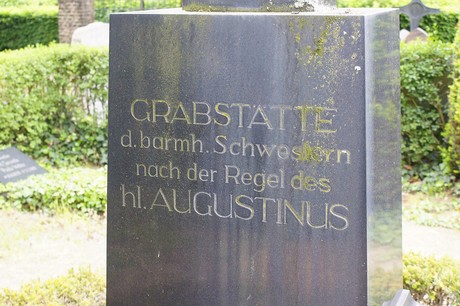 GRABSTÄTTE
d. barmh. Schwestern
nach der Regel des
hl. AUGUSTINUS